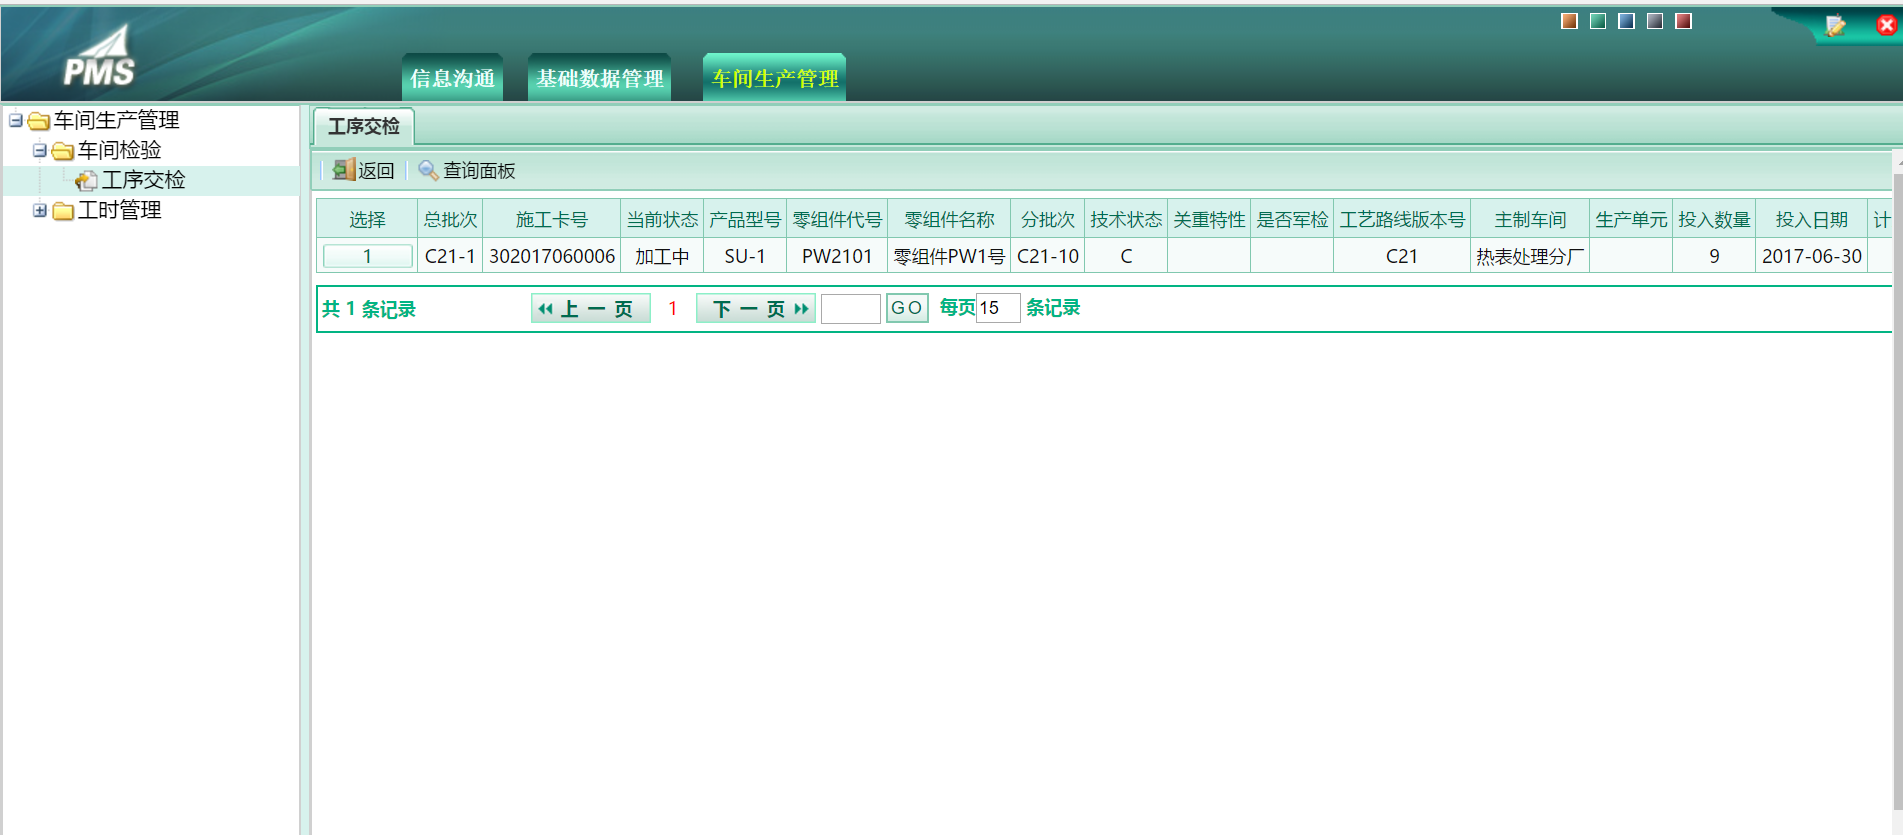 PMS
信息沟通 基础数据管理 车间生产管理
车间生产管理
车间检验
工序交检
工时管理
工序交检
返回 查询面板
选择 总批次 施工卡号 当前状态 产品型号 零组件代号 零组件名称 分批次 技术状态 关重特性 是否军检 工艺路线版本号 主制车间 生产单元 投入数量 投入日期 计
1 C21-1 302017060006 加工中 SU-1 PW2101 零组件PW1号 C21-10 C C21 热表处理分厂 9 2017-06-30
共 1 条记录 上一页 1 下一页 GO 每页 15 条记录